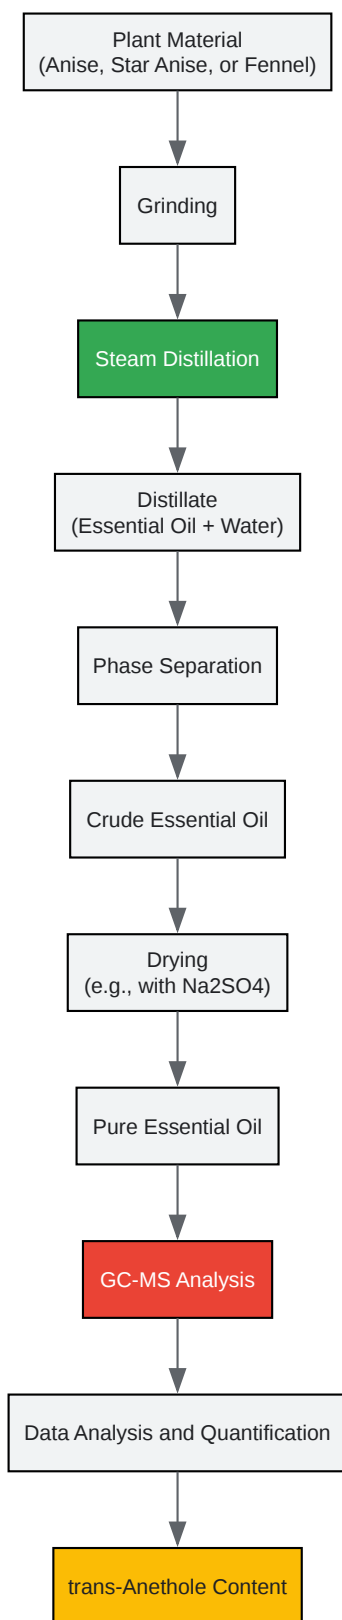 Plant Material
(Anise, Star Anise, or Fennel)
Grinding
Steam Distillation
Distillate
(Essential Oil + Water)
Phase Separation
Crude Essential Oil
Drying
(e.g., with Na2SO4)
Pure Essential Oil
GC-MS Analysis
Data Analysis and Quantification
trans-Anethole Content